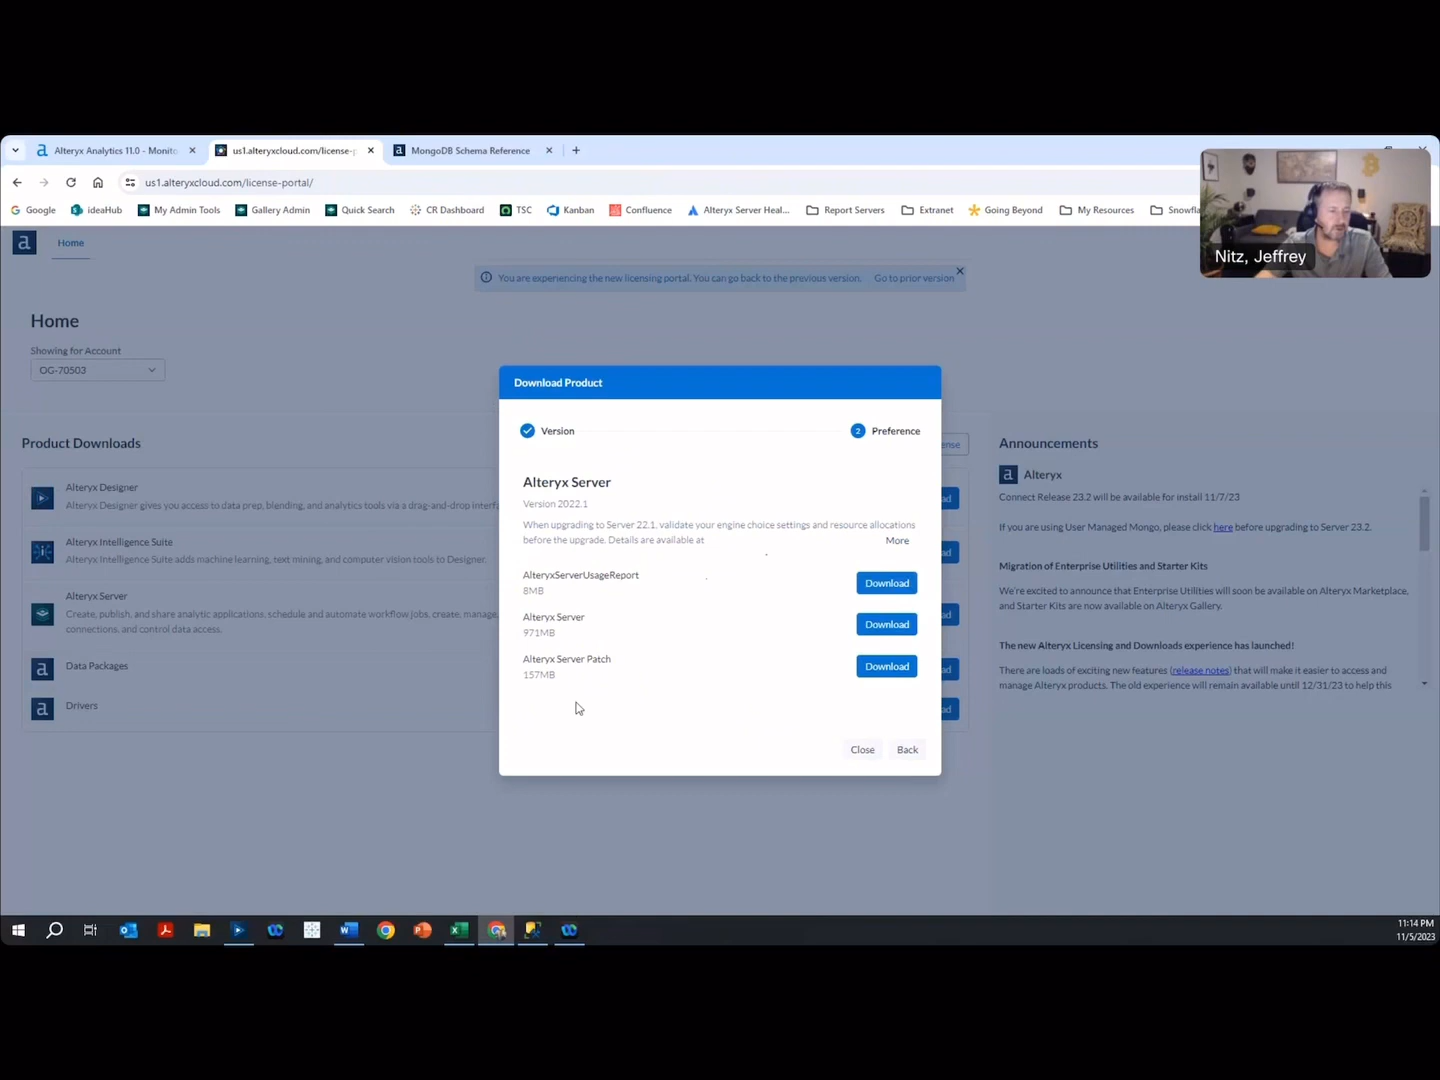 Alteryx Analytics 11.0 - Monito
us1.alteryxcloud.com/license-p
MongoDB Schema Reference
us1.alteryxcloud.com/license-portal/
Google
ideaHub
My Admin Tools
Gallery Admin
Quick Search
CR Dashboard
TSC
Kanban
Confluence
Alteryx Server Heal...
Report Servers
Extranet
Going Beyond
My Resources
Snowfla
Nitz, Jeffrey
Home
You are experiencing the new licensing portal. You can go back to the previous version. Go to prior version
Home
Showing for Account
OG-70503
Product Downloads
Alteryx Designer
Alteryx Designer gives you access to data prep, blending, and analytics tools via a drag-and-drop interf
Alteryx Intelligence Suite
Alteryx Intelligence Suite adds machine learning, text mining, and computer vision tools to Designer.
Alteryx Server
Create, publish, and share analytic applications, schedule and automate workflow jobs, create, manage,
connections, and control data access.
Data Packages
Drivers
Download Product
Version
2 Preference
Alteryx Server
Version 2022.1
When upgrading to Server 22.1, validate your engine choice settings and resource allocations
before the upgrade. Details are available at
More
AlteryxServerUsageReport
8MB
Download
Alteryx Server
971MB
Download
Alteryx Server Patch
157MB
Download
Close
Back
ense
ad
ad
ad
ad
ad
Announcements
Alteryx
Connect Release 23.2 will be available for install 11/7/23
If you are using User Managed Mongo, please click here before upgrading to Server 23.2.
Migration of Enterprise Utilities and Starter Kits
We're excited to announce that Enterprise Utilities will soon be available on Alteryx Marketplace,
and Starter Kits are now available on Alteryx Gallery.
The new Alteryx Licensing and Downloads experience has launched!
There are loads of exciting new features (release notes) that will make it easier to access and
manage Alteryx products. The old experience will remain available until 12/31/23 to help this
11:14 PM
11/5/2023